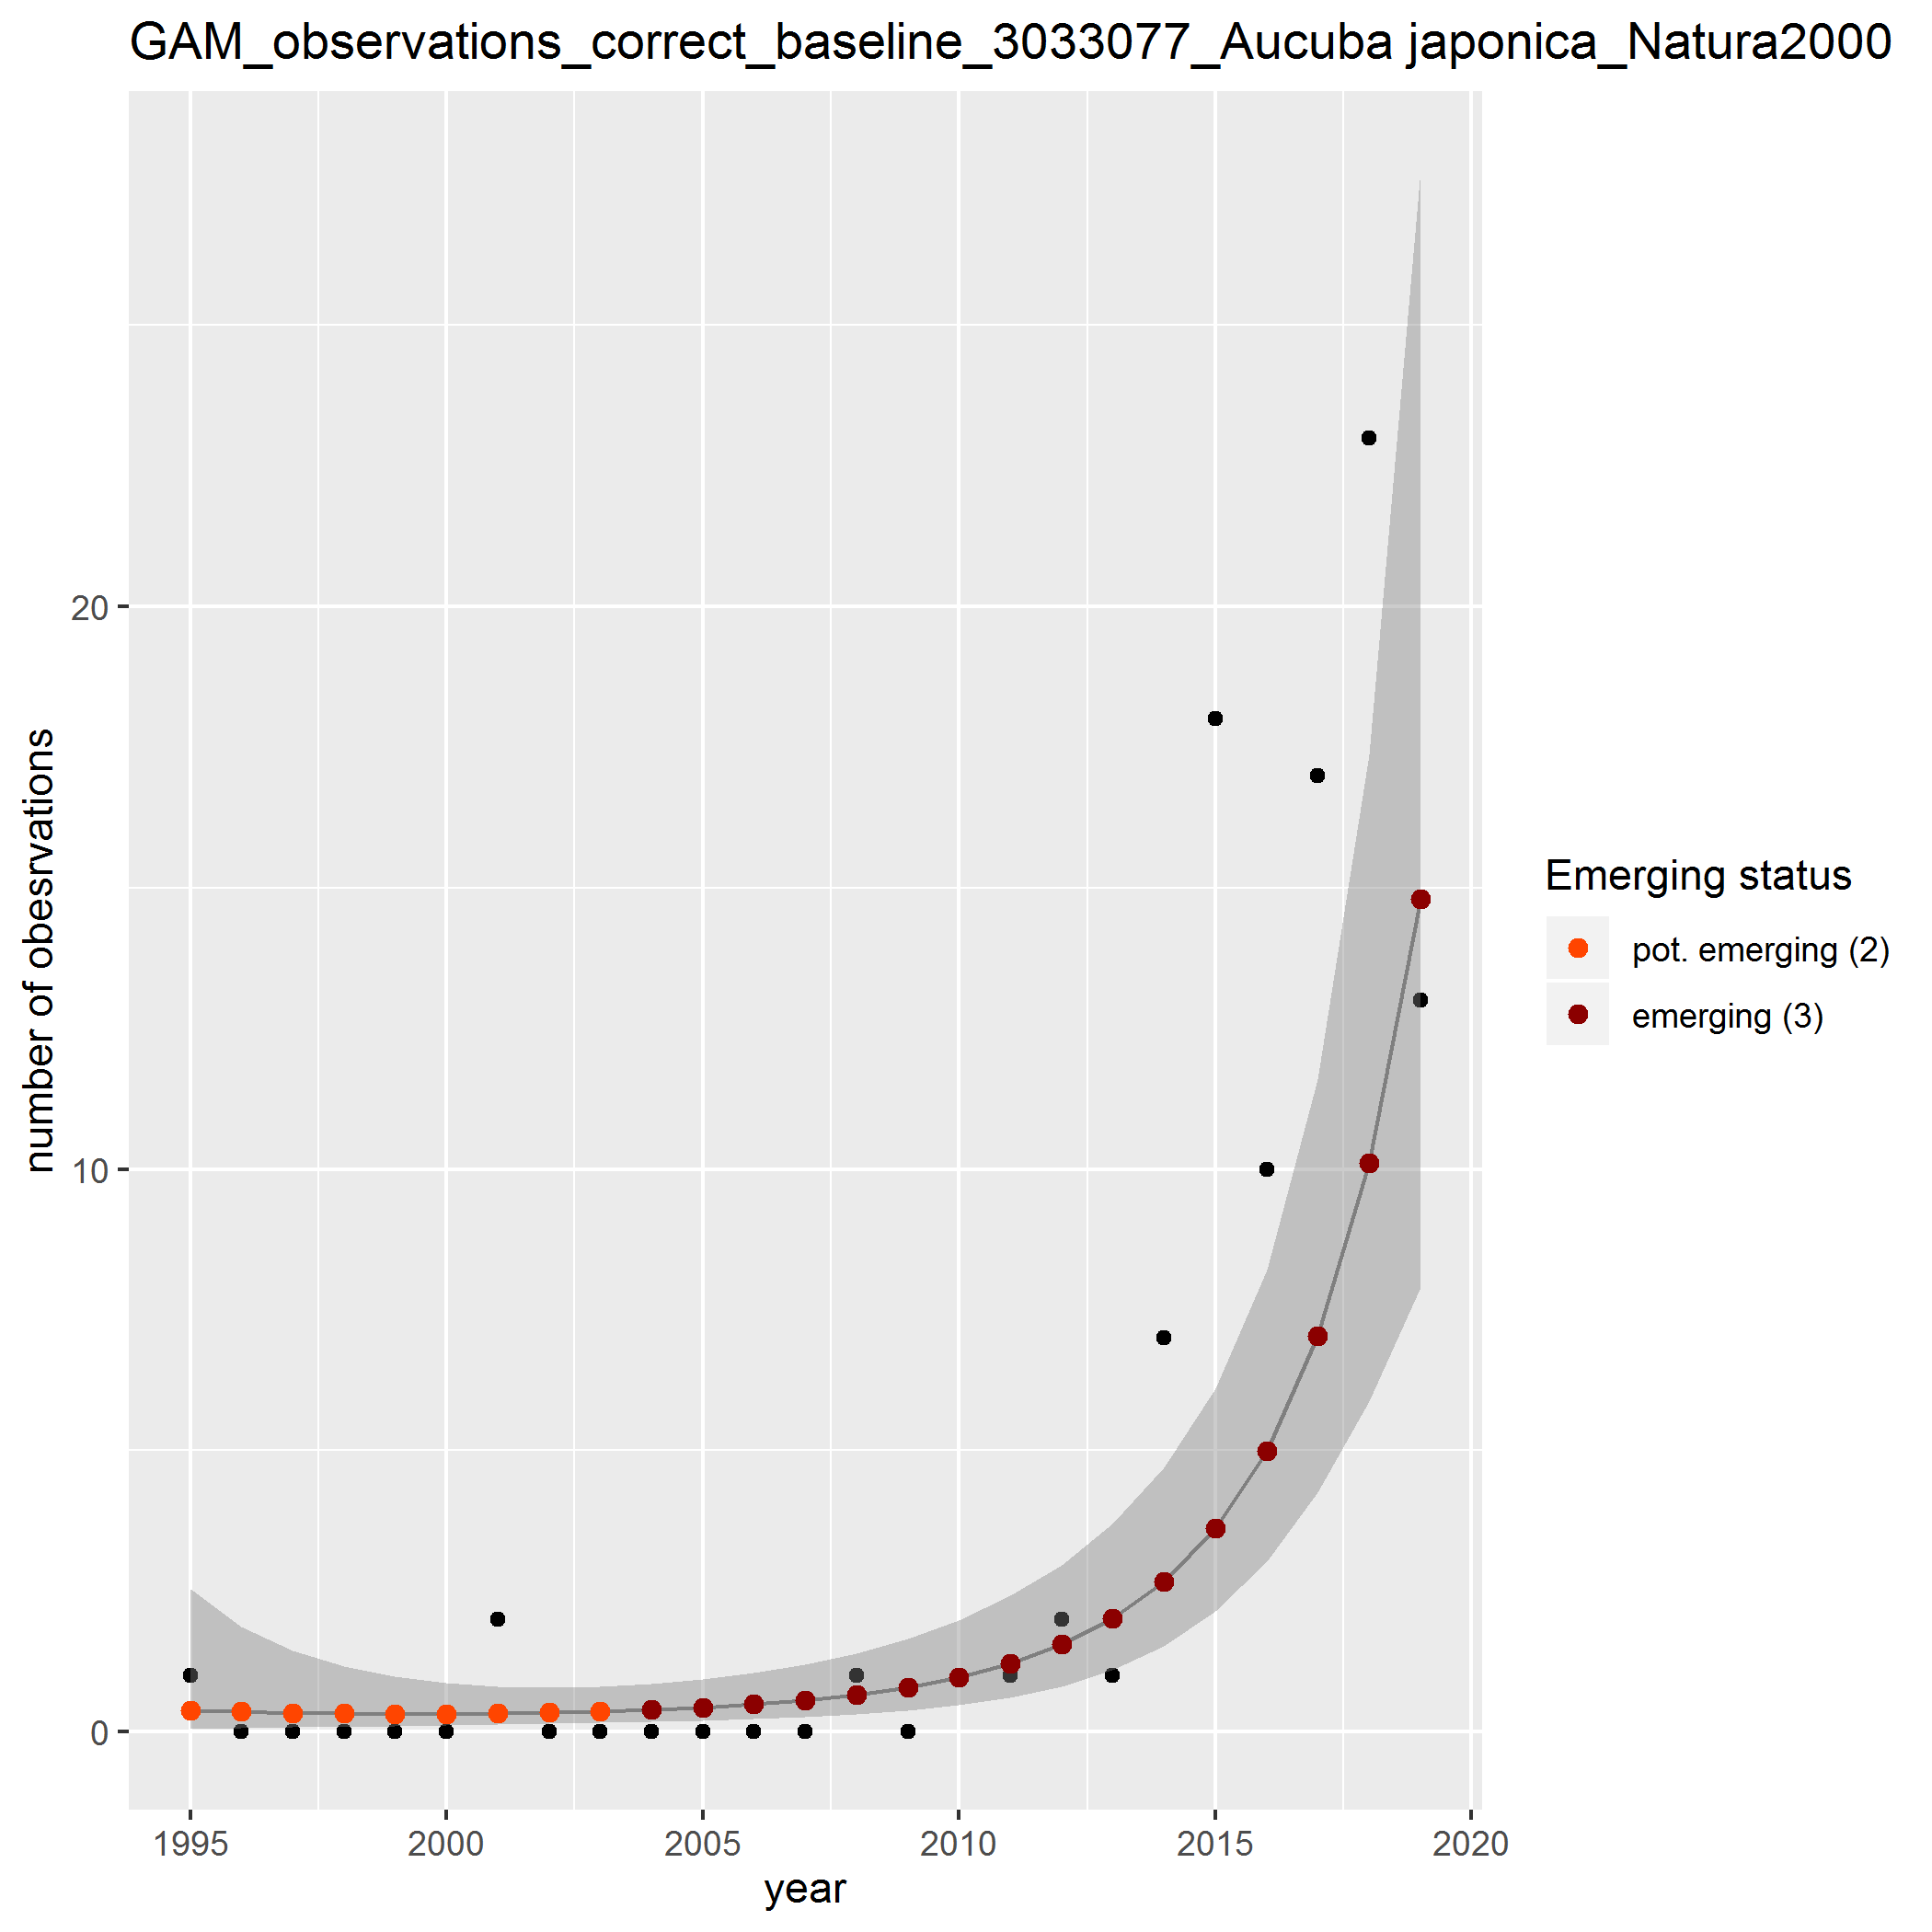 GAM_observations_correct_baseline_3033077_Aucuba japonica_Natura2000
number of obesrvations
20
10
0
1995 2000 2005 2010 2015 2020
year
Emerging status
pot. emerging (2)
emerging (3)